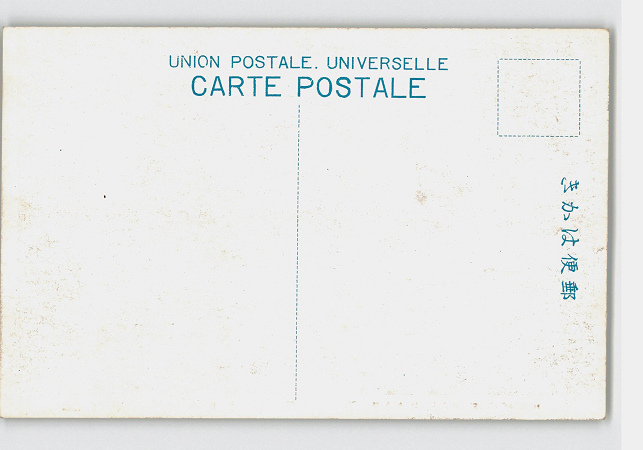 UNION POSTALE. UNIVERSELLE
CARTE POSTALE
きかは便郵